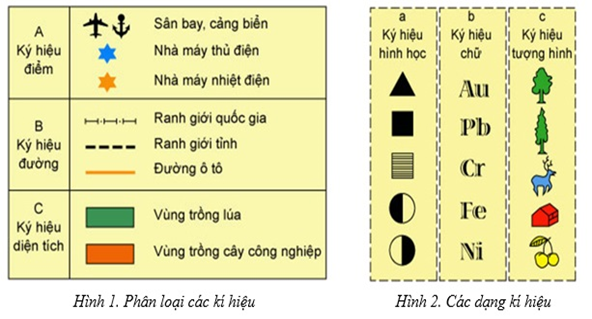 A
Ký hiệu
điểm
Sân bay, cảng biển
Nhà máy thủ điện
Nhà máy nhiệt điện
B
Ký hiệu
đường
Ranh giới quốc gia
Ranh giới tỉnh
Đường ô tô
C
Ký hiệu
diện tích
Vùng trồng lúa
Vùng trồng cây công nghiệp
Hình 1. Phân loại các kí hiệu
a
Ký hiệu
hình học
b
Ký hiệu
chữ
Au
Pb
Cr
Fe
Ni
c
Ký hiệu
tượng hình
Hình 2. Các dạng kí hiệu